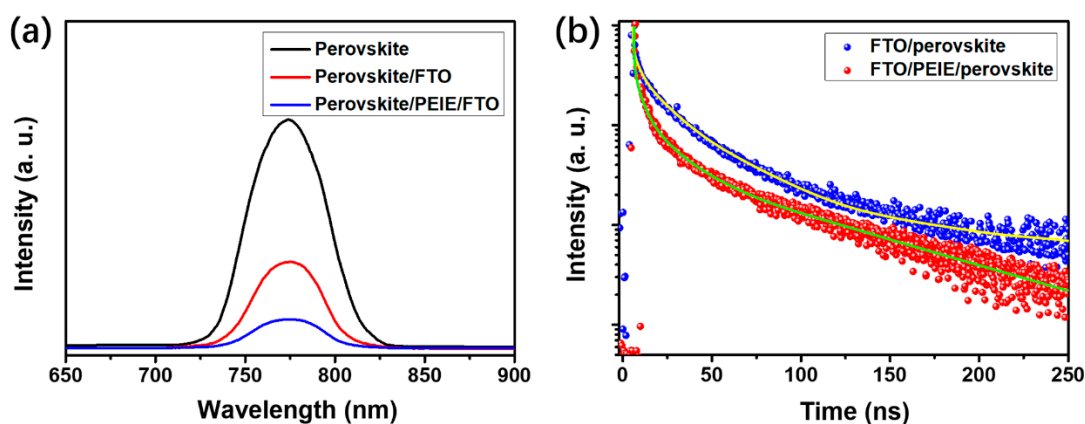 (a)
Intensity (a. u.)
Perovskite
Perovskite/FTO
Perovskite/PEIE/FTO
650 700 750 800 850 900
Wavelength (nm)
(b)
Intensity (a. u.)
FTO/perovskite
FTO/PEIE/perovskite
0 50 100 150 200 250
Time (ns)